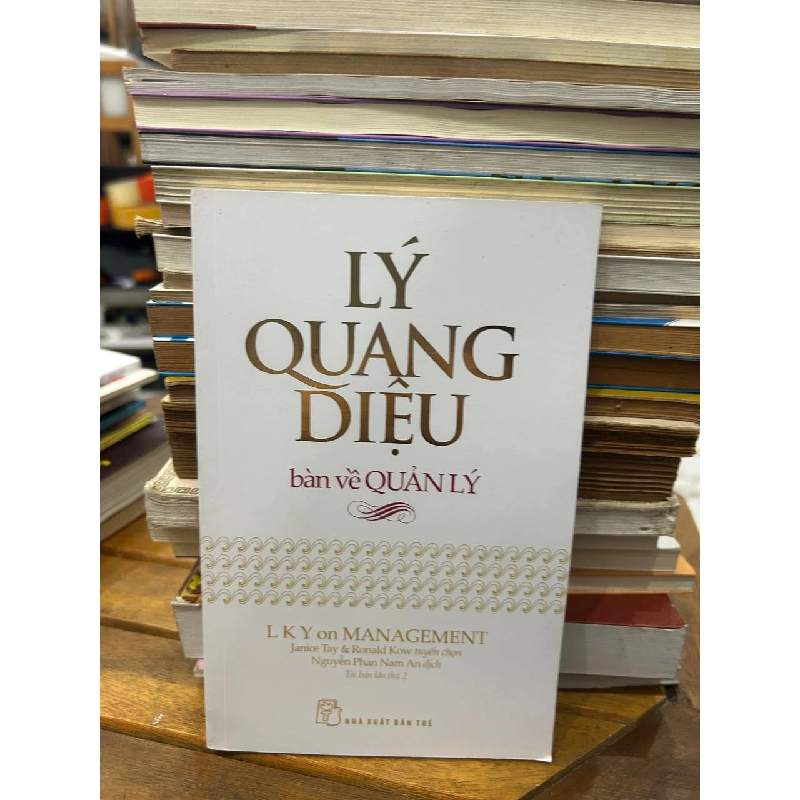 LÝ
QUANG
DIỆU
bàn về QUẢN LÝ
L K Y on MANAGEMENT
Janice Tay & Ronald Kow tuyển chọn
Nguyễn Phan Nam An dịch
Tái bản lần thứ 2
NHÀ XUẤT BẢN TRẺ